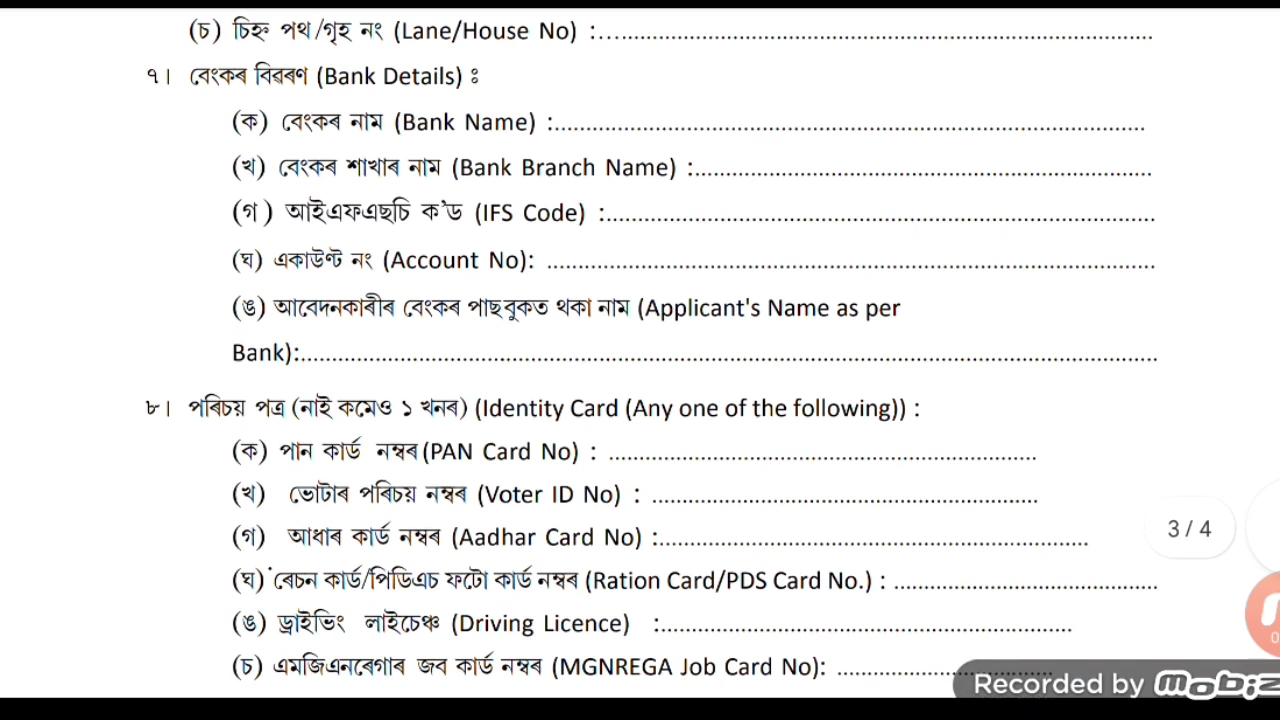 (চ) চিহ্ন পথ/গৃহ নং (Lane/House No) :.................................................................................
৭। বেংকৰ বিৱৰণ (Bank Details) ঃ
(ক) বেংকৰ নাম (Bank Name) :.................................................................................
(খ) বেংকৰ শাখাৰ নাম (Bank Branch Name) :.................................................................
(গ ) আইএফএছচি ক'ড (IFS Code) :.................................................................................
(ঘ) একাউণ্ট নং (Account No): .................................................................................
(ঙ) আবেদনকাৰীৰ বেংকৰ পাছবুকত থকা নাম (Applicant's Name as per
Bank):.................................................................................................................
৮। পৰিচয় পত্ৰ (নাই কমেও ১ খনৰ) (Identity Card (Any one of the following)) :
(ক) পান কাৰ্ড নম্বৰ (PAN Card No) : .................................................................
(খ) ভোটাৰ পৰিচয় নম্বৰ (Voter ID No) : ..........................................................
(গ) আধাৰ কাৰ্ড নম্বৰ (Aadhar Card No) :.................................................................
3 / 4
(ঘ) ৰেচন কাৰ্ড/পিডিএচ ফটো কাৰ্ড নম্বৰ (Ration Card/PDS Card No.) : ........................................
(ঙ) ড্ৰাইভিং লাইচেঞ্চ (Driving Licence) :.................................................................
(চ) এমজিএনৰেগাৰ জব কাৰ্ড নম্বৰ (MGNREGA Job Card No): ..............................
Recorded by Mobiz